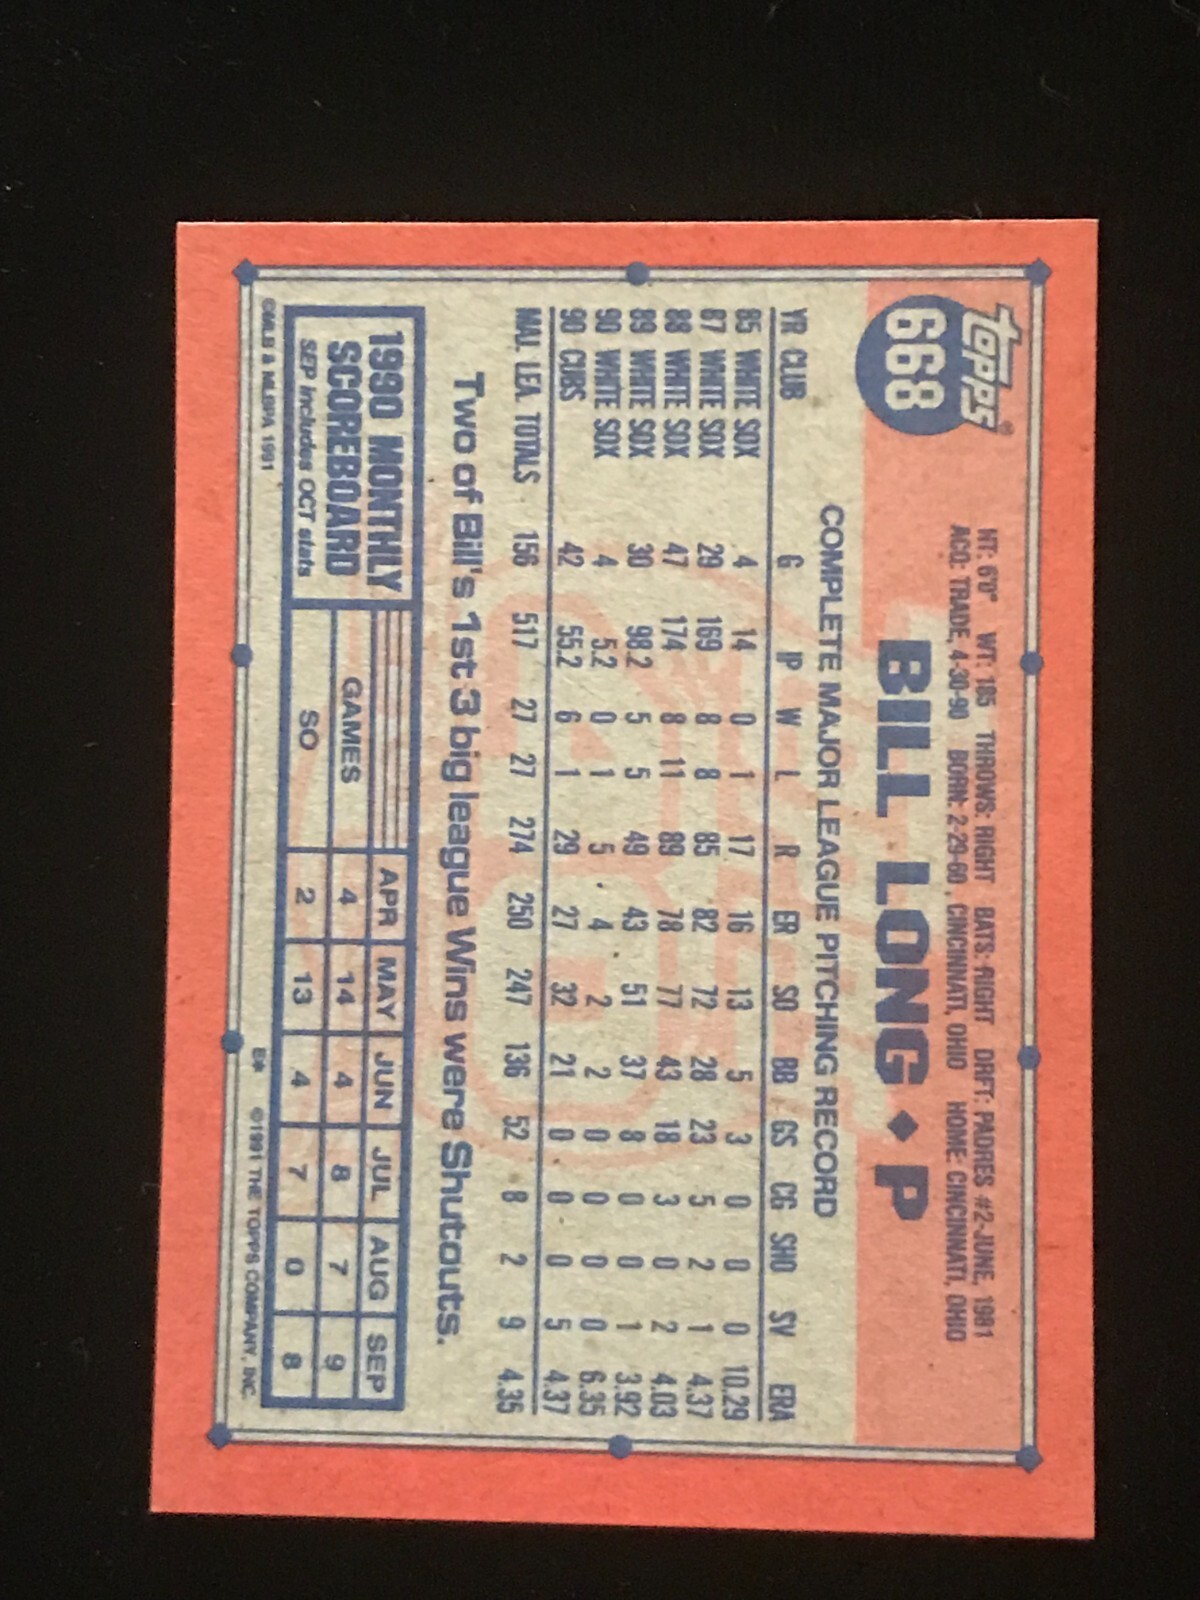 topps®
668
HT: 6'0" WT: 185 THROWS: RIGHT BATS: RIGHT DRFT: PADRES #2-JUNE, 1981
ACQ: TRADE, 4-30-90 BORN: 2-29-60, CINCINNATI, OHIO HOME: CINCINNATI, OHIO
BILL LONG ◆ P
COMPLETE MAJOR LEAGUE PITCHING RECORD
YR CLUB G IP W L R ER SO BB GS CG SHO SV ERA
85 WHITE SOX 4 14 0 1 17 16 13 5 3 0 0 0 10.29
87 WHITE SOX 29 169 8 8 85 82 72 28 23 5 2 1 4.37
88 WHITE SOX 47 174 8 11 89 78 77 43 18 3 0 2 4.03
89 WHITE SOX 30 98.2 5 5 49 43 51 37 8 0 0 1 3.92
90 WHITE SOX 4 5.2 0 1 5 4 2 2 0 0 0 0 6.35
90 CUBS 42 55.2 6 1 29 27 32 21 0 0 0 5 4.37
MAJ. LEA. TOTALS 156 517 27 27 274 250 247 136 52 8 2 9 4.35
Two of Bill's 1st 3 big league Wins were Shutouts.
1990 MONTHLY
SCOREBOARD
SEP includes OCT stats
APR MAY JUN JUL AUG SEP
GAMES 4 14 4 8 7 9
SO 2 13 4 7 0 8
©MLB & MLBPA 1991
E* ©1991 THE TOPPS COMPANY, INC.